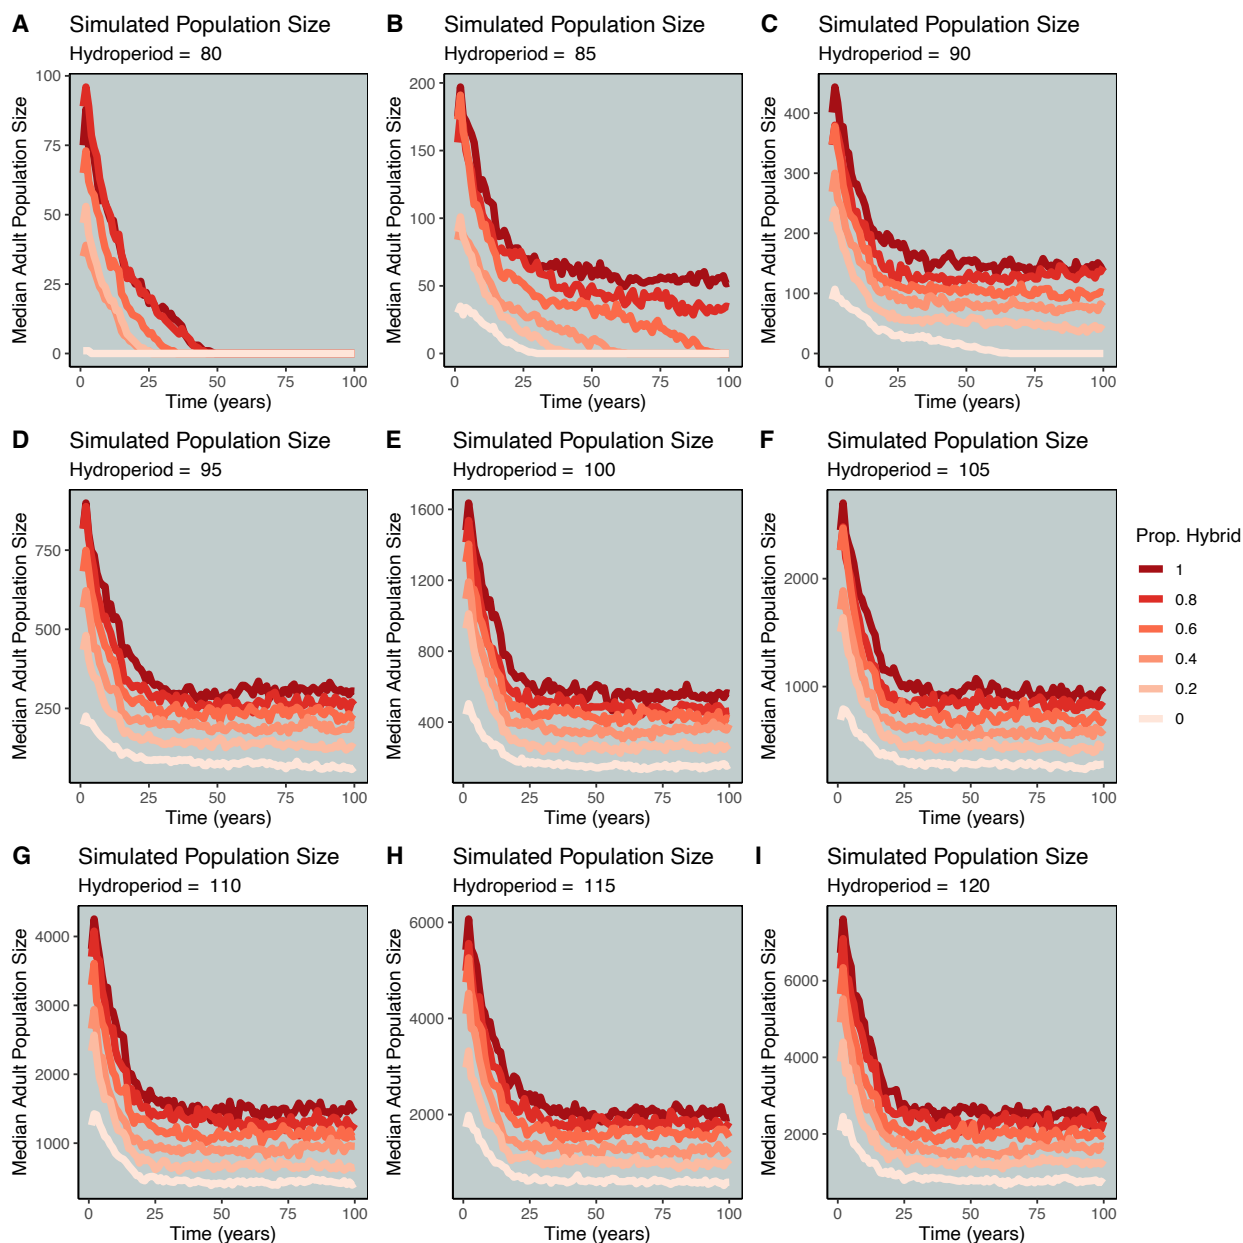 A Simulated Population Size
Hydroperiod = 80
Median Adult Population Size
100
75
50
25
0
0 25 50 75 100
Time (years)
B Simulated Population Size
Hydroperiod = 85
Median Adult Population Size
200
150
100
50
0
0 25 50 75 100
Time (years)
C Simulated Population Size
Hydroperiod = 90
Median Adult Population Size
400
300
200
100
0
0 25 50 75 100
Time (years)
D Simulated Population Size
Hydroperiod = 95
Median Adult Population Size
750
500
250
0 25 50 75 100
Time (years)
E Simulated Population Size
Hydroperiod = 100
Median Adult Population Size
1600
1200
800
400
0 25 50 75 100
Time (years)
F Simulated Population Size
Hydroperiod = 105
Median Adult Population Size
2000
1000
0 25 50 75 100
Time (years)
Prop. Hybrid
1
0.8
0.6
0.4
0.2
0
G Simulated Population Size
Hydroperiod = 110
Median Adult Population Size
4000
3000
2000
1000
0 25 50 75 100
Time (years)
H Simulated Population Size
Hydroperiod = 115
Median Adult Population Size
6000
4000
2000
0 25 50 75 100
Time (years)
I Simulated Population Size
Hydroperiod = 120
Median Adult Population Size
6000
4000
2000
0 25 50 75 100
Time (years)